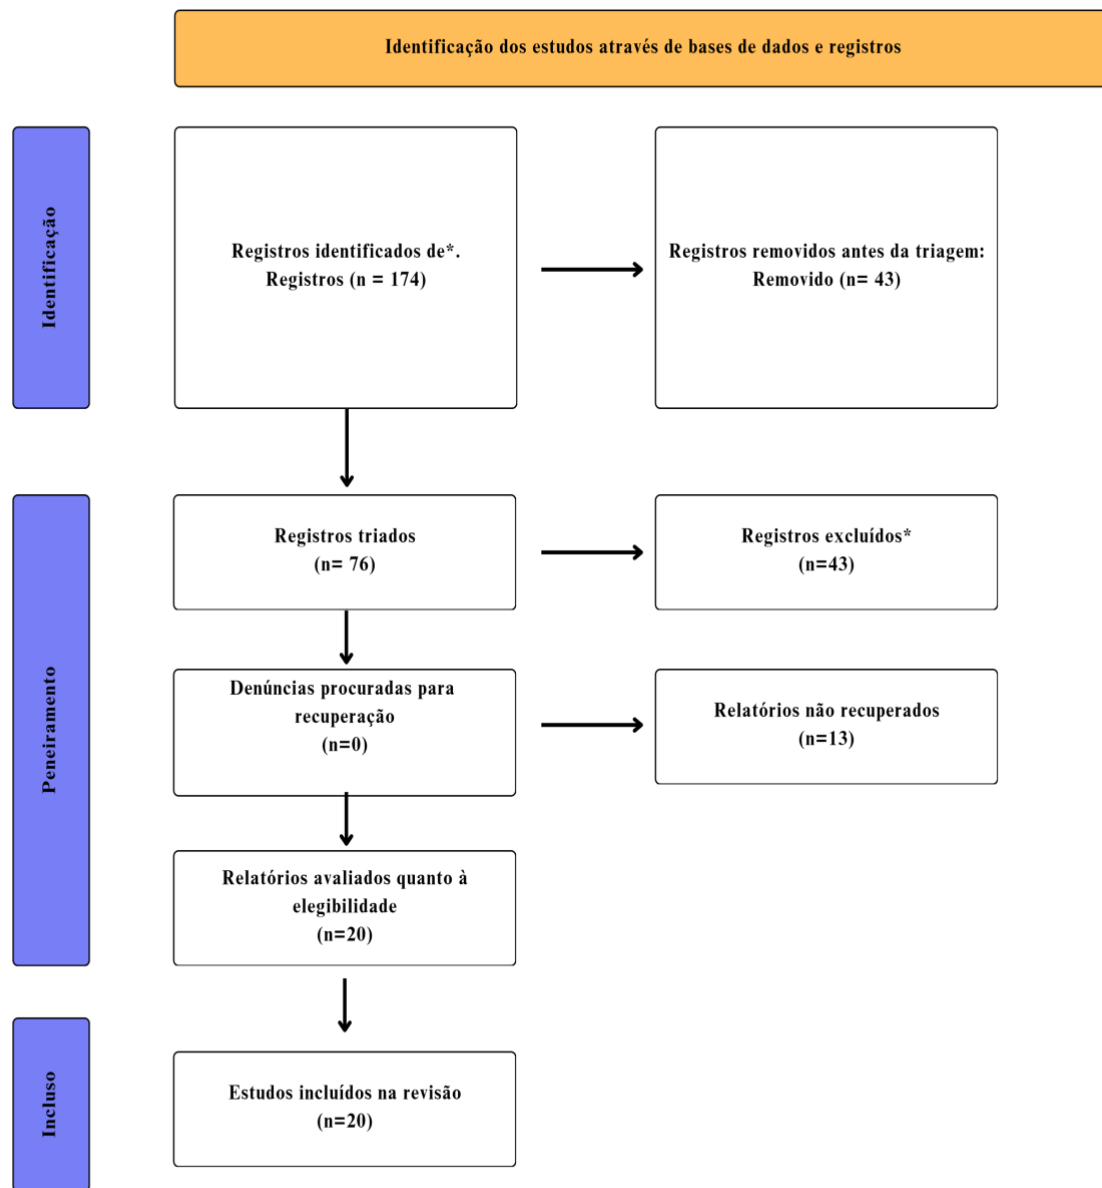 Identificação dos estudos através de bases de dados e registros
Identificação
Registros identificados de*.
Registros (n = 174)
Registros removidos antes da triagem:
Removido (n= 43)
Peneiramento
Registros triados
(n= 76)
Registros excluídos*
(n=43)
Denúncias procuradas para
recuperação
(n=0)
Relatórios não recuperados
(n=13)
Relatórios avaliados quanto à
elegibilidade
(n=20)
Incluso
Estudos incluídos na revisão
(n=20)